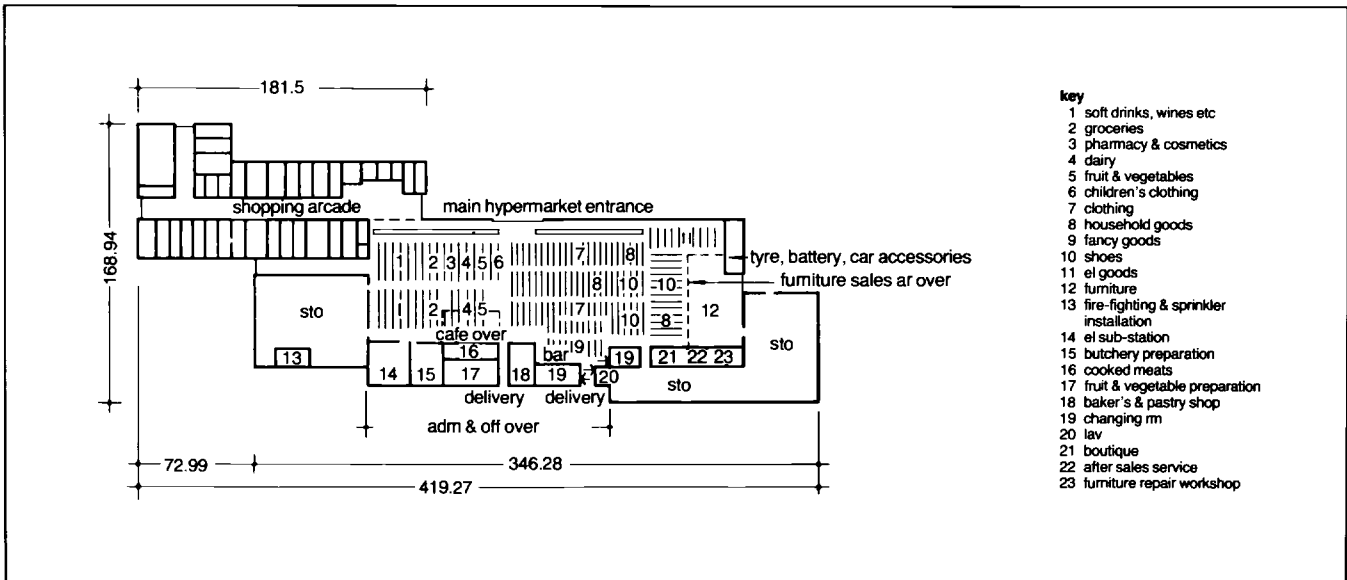 181.5
168.94
shopping arcade
main hypermarket entrance
1 2 3 4 5 6 7 8
11
tyre, battery, car accessories
8 10 10
furniture sales ar over
sto
2 4 5 7 10 8 12
cafe over
sto
13
16
bar
9
19
21 22 23
14 15 17 18 19 20
sto
delivery
delivery
adm & off over
72.99
346.28
419.27
key
1 soft drinks, wines etc
2 groceries
3 pharmacy & cosmetics
4 dairy
5 fruit & vegetables
6 children's clothing
7 clothing
8 household goods
9 fancy goods
10 shoes
11 el goods
12 furniture
13 fire-fighting & sprinkler
installation
14 el sub-station
15 butchery preparation
16 cooked meats
17 fruit & vegetable preparation
18 baker's & pastry shop
19 changing rm
20 lav
21 boutique
22 after sales service
23 furniture repair workshop